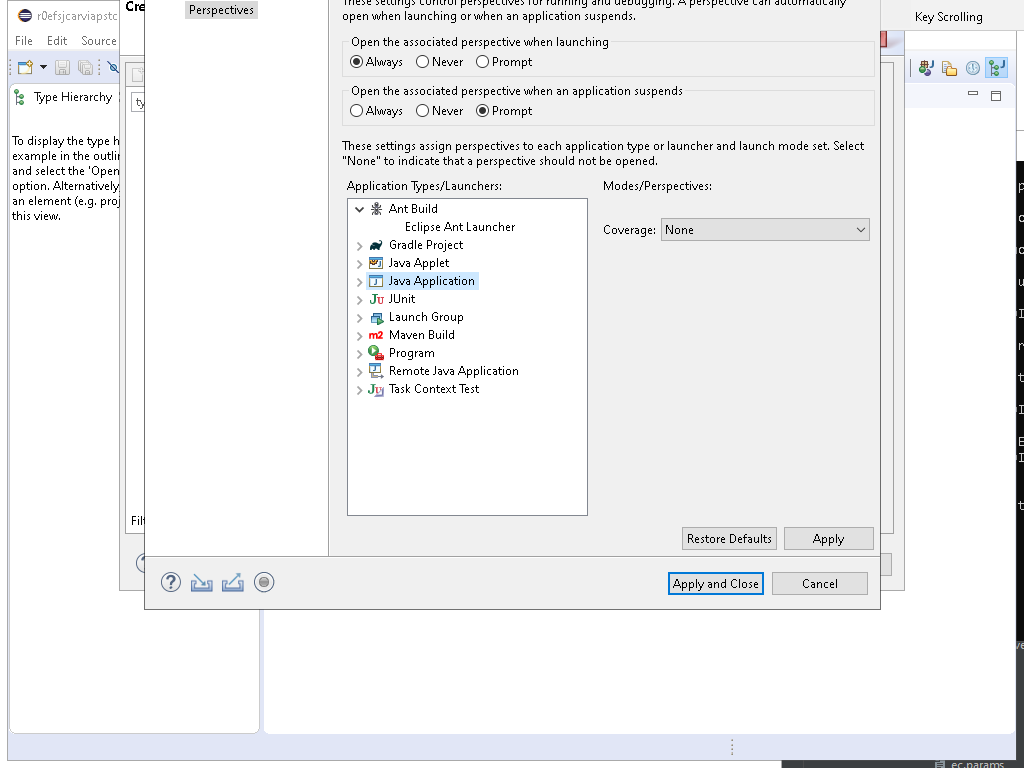 r0efsjcarviapstc
Cre
Perspectives
These settings control perspectives for running and debugging. A perspective can automatically
open when launching or when an application suspends.
Key Scrolling
File Edit Source
Open the associated perspective when launching
Always Never Prompt
Open the associated perspective when an application suspends
Always Never Prompt
Type Hierarchy
ty
To display the type h
example in the outlin
and select the 'Open
option. Alternatively
an element (e.g. proj
this view.
These settings assign perspectives to each application type or launcher and launch mode set. Select
"None" to indicate that a perspective should not be opened.
Application Types/Launchers:
Modes/Perspectives:
Ant Build
Eclipse Ant Launcher
Gradle Project
Java Applet
Java Application
JUnit
Launch Group
Maven Build
Program
Remote Java Application
Task Context Test
Coverage: None
Filt
Restore Defaults Apply
Apply and Close Cancel
ec.params